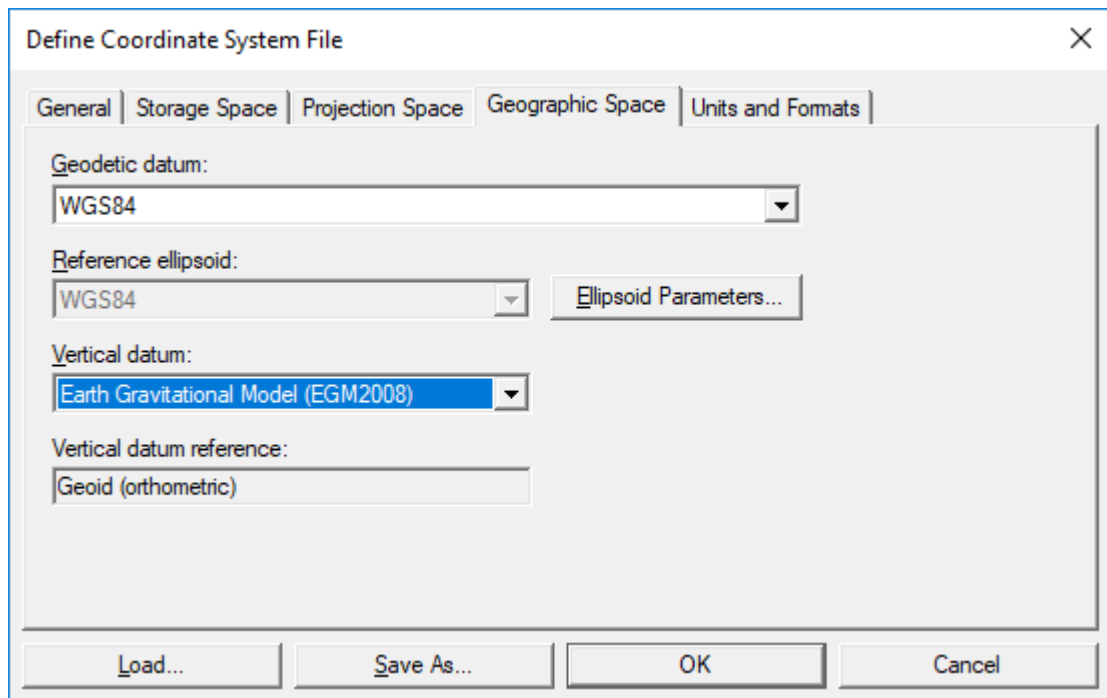 Define Coordinate System File
General Storage Space Projection Space Geographic Space Units and Formats
Geodetic datum:
WGS84
Reference ellipsoid:
WGS84 Ellipsoid Parameters...
Vertical datum:
Earth Gravitational Model (EGM2008)
Vertical datum reference:
Geoid (orthometric)
Load... Save As... OK Cancel